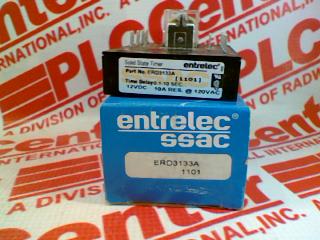 Solid State Timer
entrelec
Part No. ERD3133A
[1101]
Time Delay 0.1-10 SEC.
12VDC 10A RES. @ 120VAC
entrelec
ssac
ERD3133A
1101